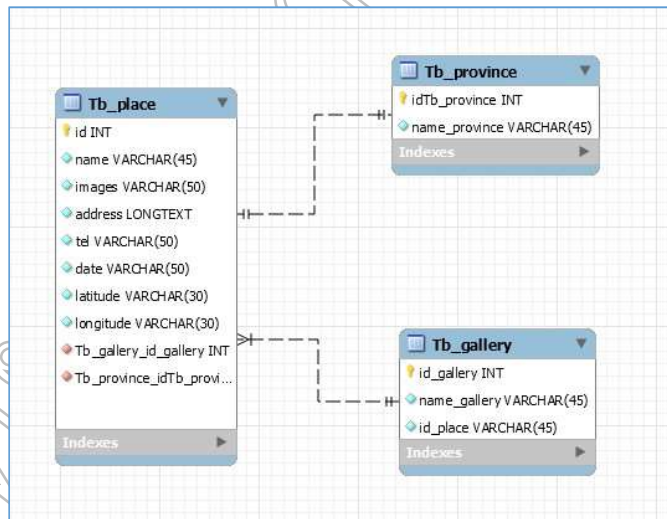 Tb_place
id INT
name VARCHAR(45)
images VARCHAR(50)
address LONGTEXT
tel VARCHAR(50)
date VARCHAR(50)
latitude VARCHAR(30)
longitude VARCHAR(30)
Tb_gallery_id_gallery INT
Tb_province_idTb_provi...
Indexes
Tb_province
idTb_province INT
name_province VARCHAR(45)
Indexes
Tb_gallery
id_gallery INT
name_gallery VARCHAR(45)
id_place VARCHAR(45)
Indexes